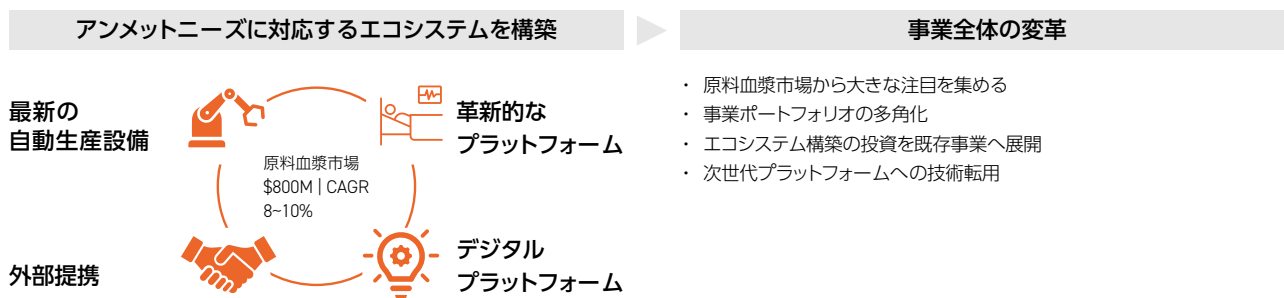 アンメットニーズに対応するエコシステムを構築
事業全体の変革
最新の
自動生産設備
革新的な
プラットフォーム
原料血漿市場
$800M | CAGR
8~10%
外部提携
デジタル
プラットフォーム
・ 原料血漿市場から大きな注目を集める
・ 事業ポートフォリオの多角化
・ エコシステム構築の投資を既存事業へ展開
・ 次世代プラットフォームへの技術転用